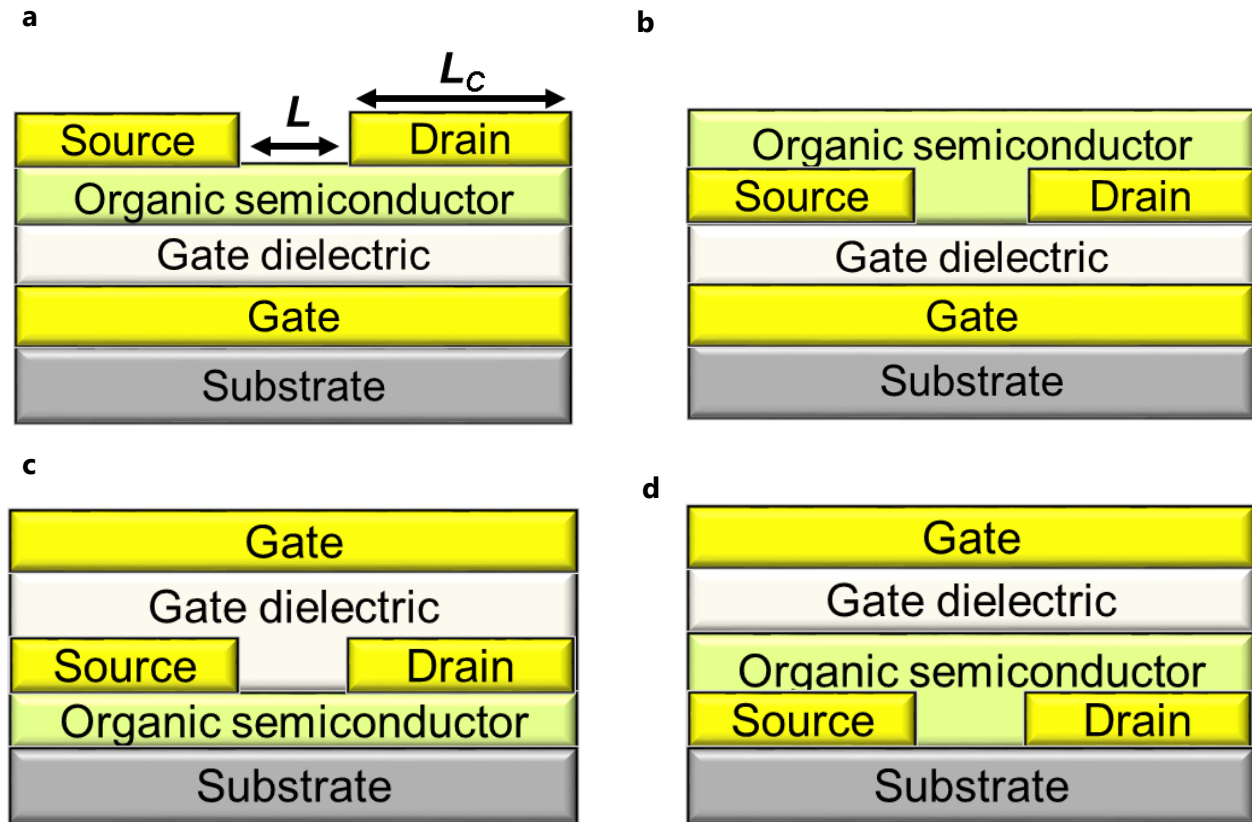 a
L
L_C
Source
Drain
Organic semiconductor
Gate dielectric
Gate
Substrate
b
Organic semiconductor
Source
Drain
Gate dielectric
Gate
Substrate
c
Gate
Gate dielectric
Source
Drain
Organic semiconductor
Substrate
d
Gate
Gate dielectric
Organic semiconductor
Source
Drain
Substrate